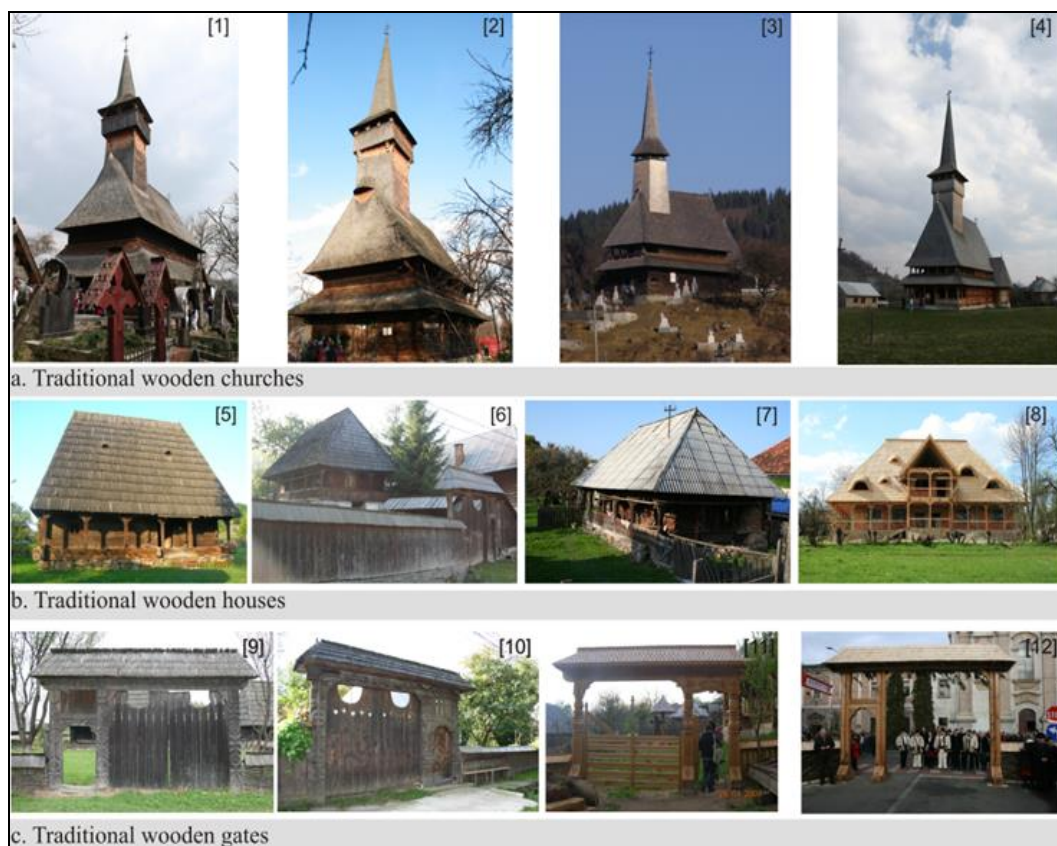 [1] [2] [3] [4]
a. Traditional wooden churches
[5] [6] [7] [8]
b. Traditional wooden houses
[9] [10] [11] [12]
c. Traditional wooden gates